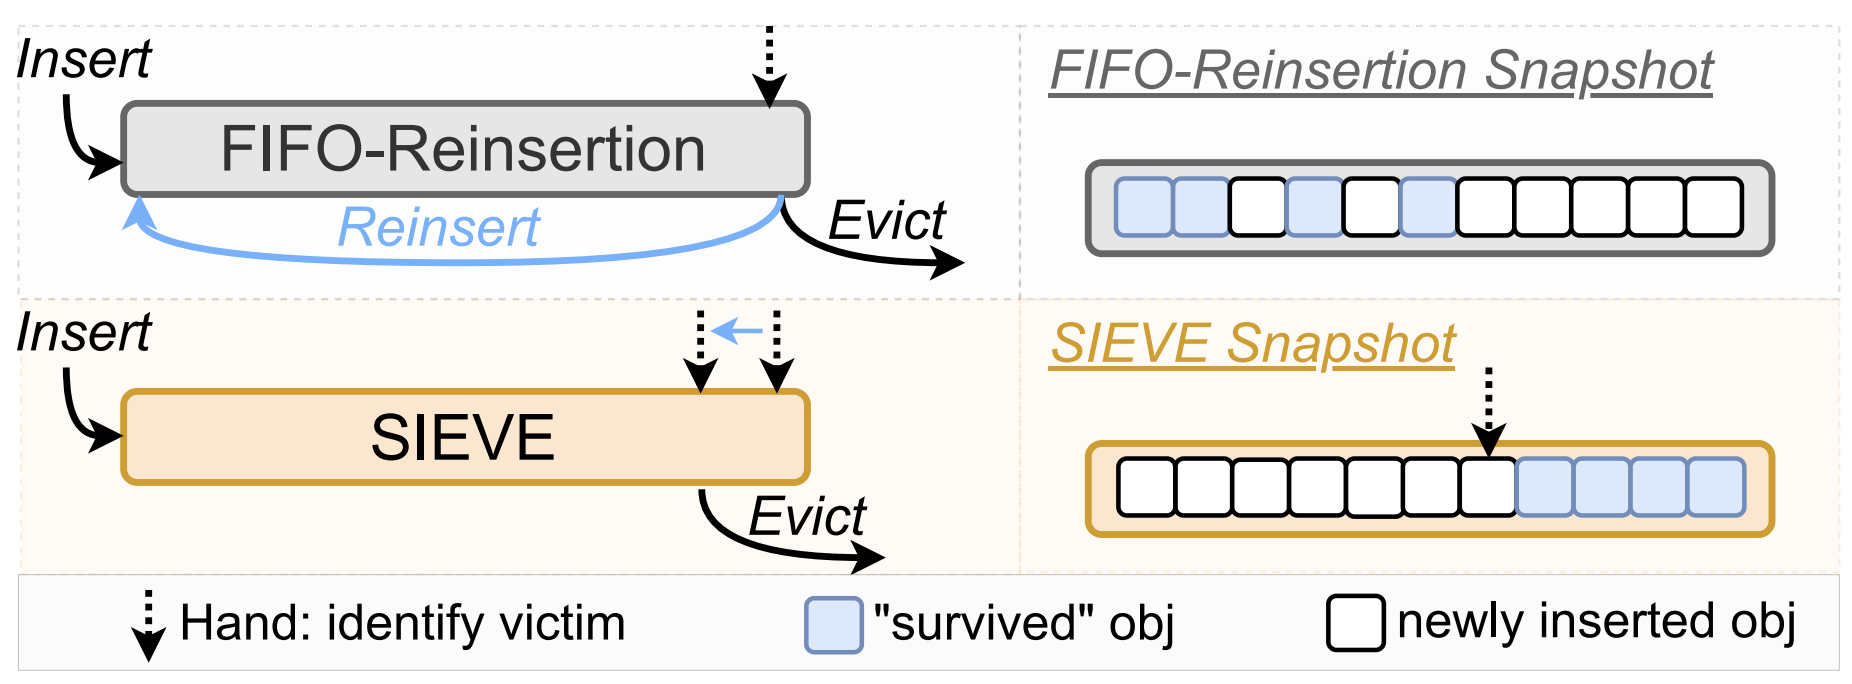 Insert
FIFO-Reinsertion
Reinsert
Evict
FIFO-Reinsertion Snapshot
Insert
SIEVE
Evict
SIEVE Snapshot
Hand: identify victim
"survived" obj
newly inserted obj